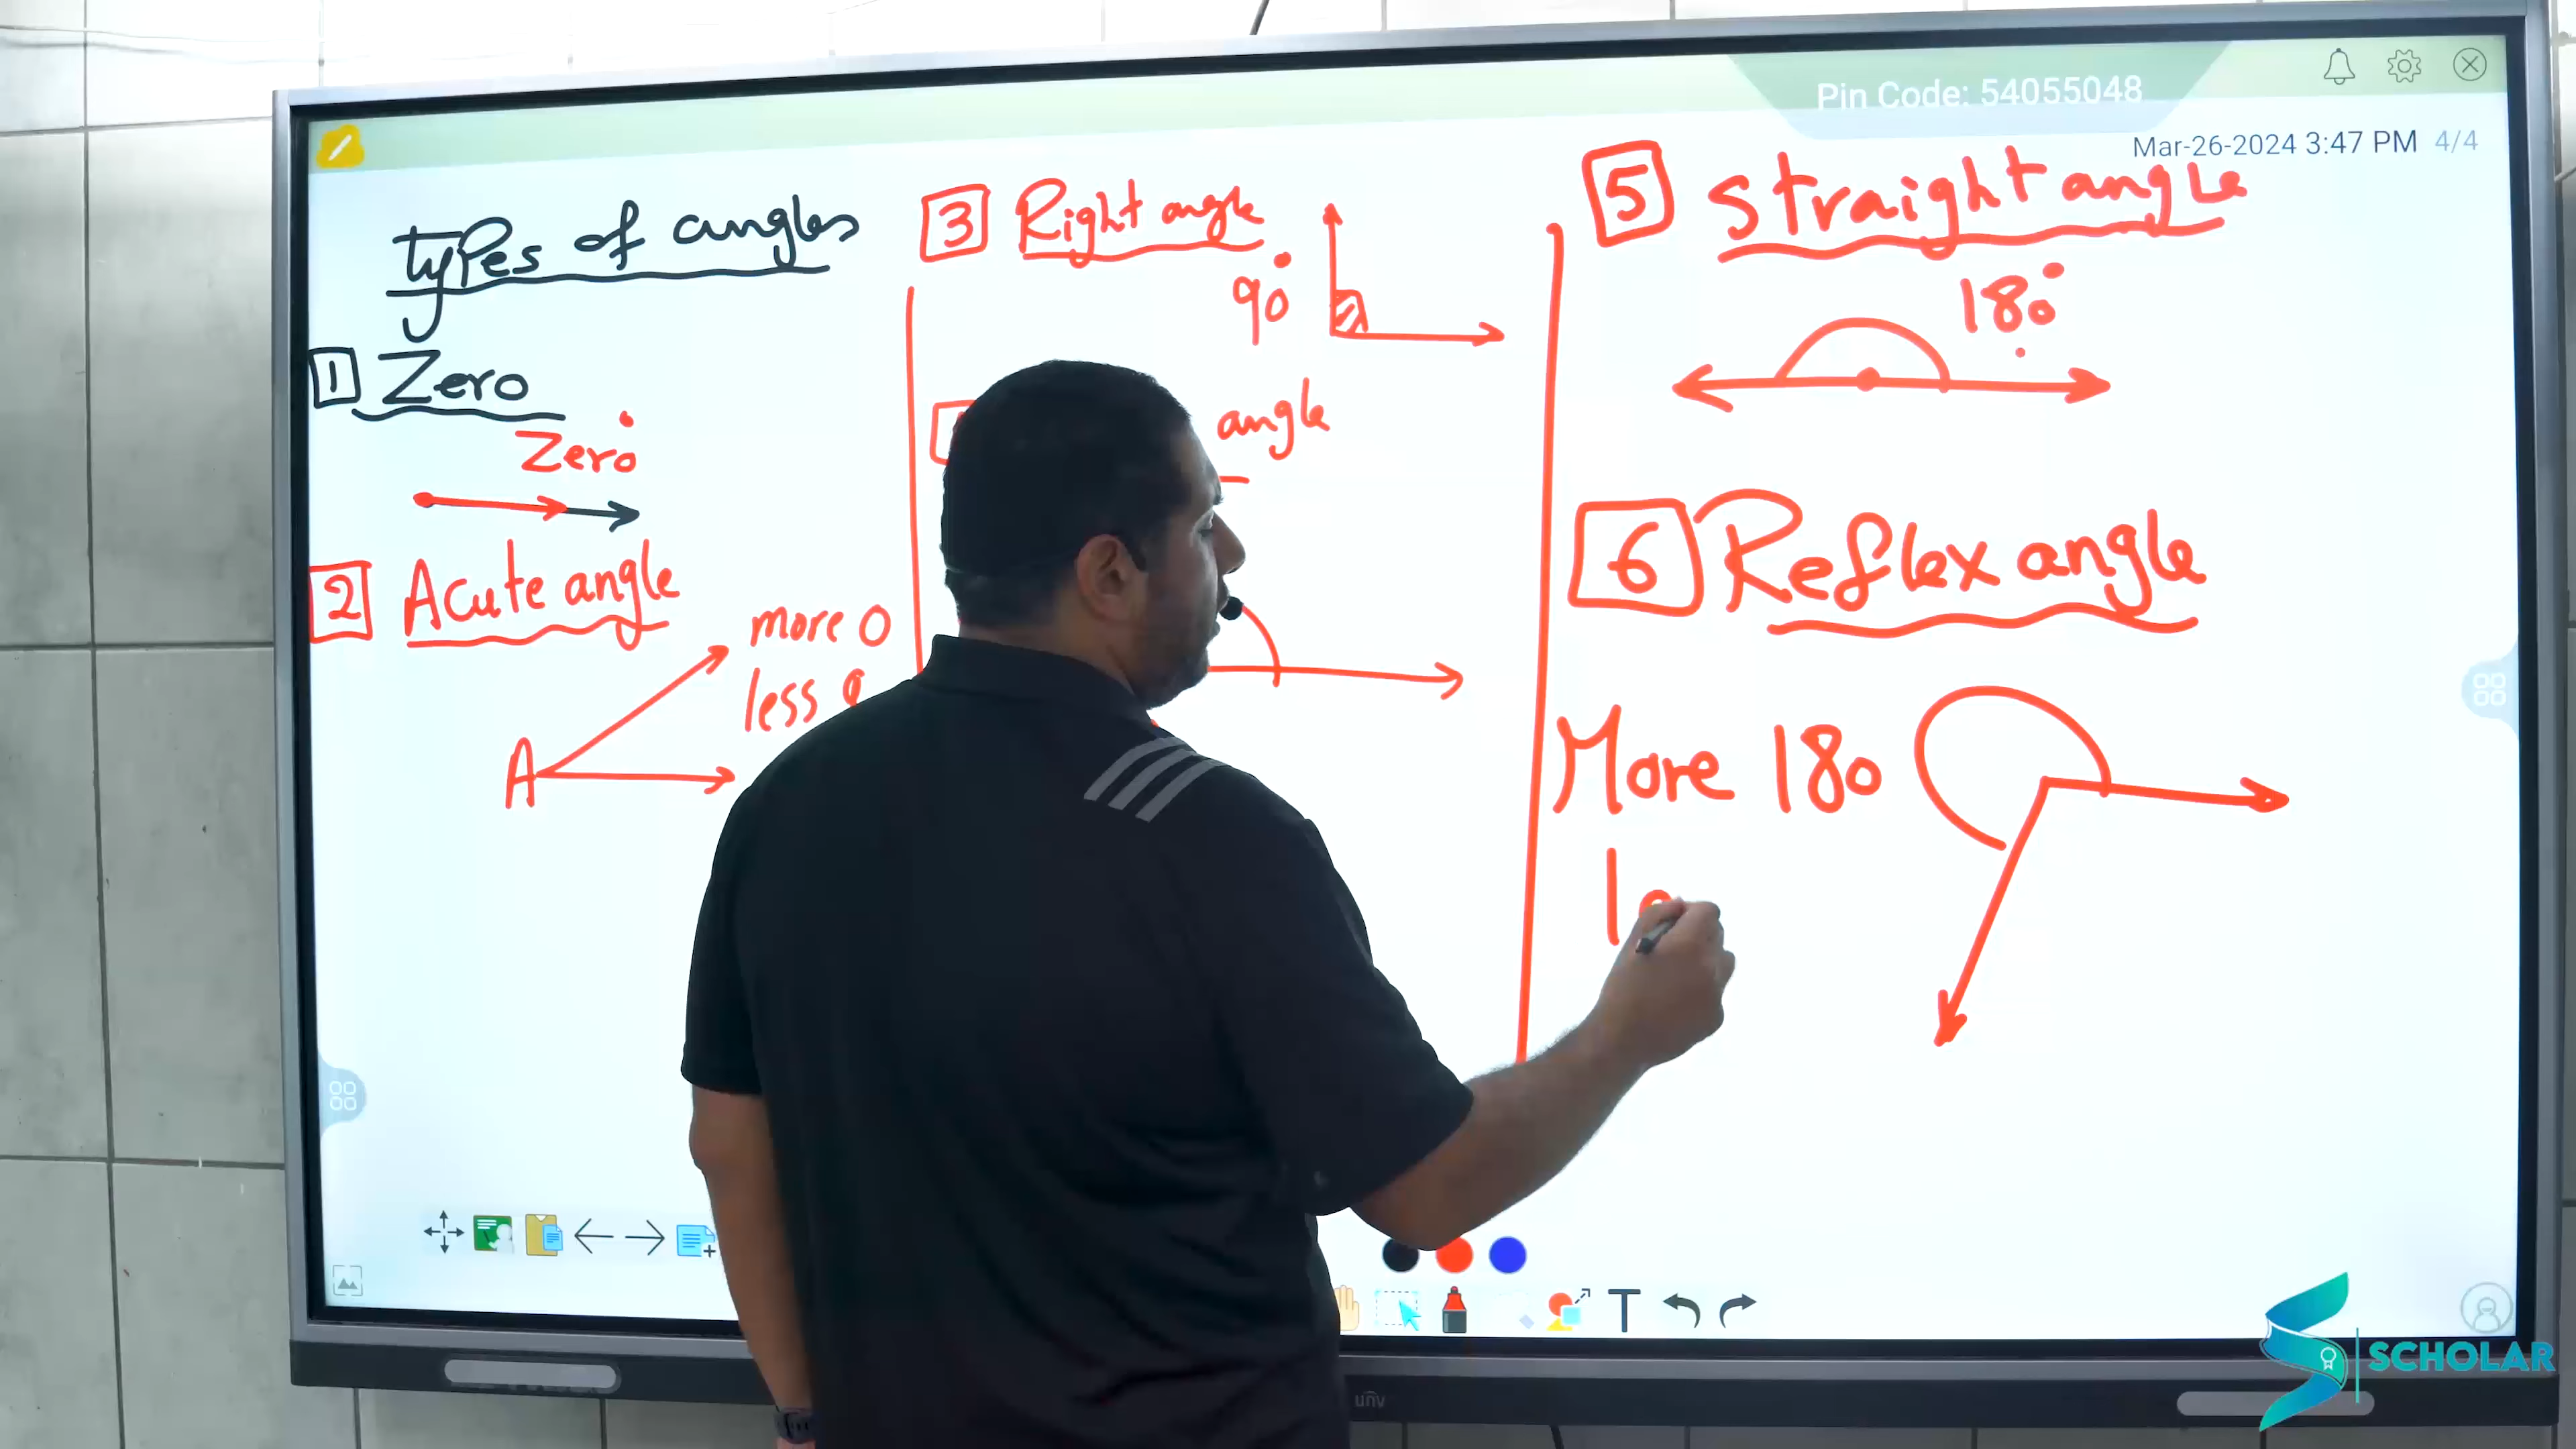 Pin Code: 54055048
Mar-26-2024 3:47 PM 4/4
types of angles
1 Zero
Zero
2 Acute angle
more 0
less
A
3 Right angle
90
angle
5 straight angle
180
6 Reflex angle
More 180
T
unv
SCHOLAR